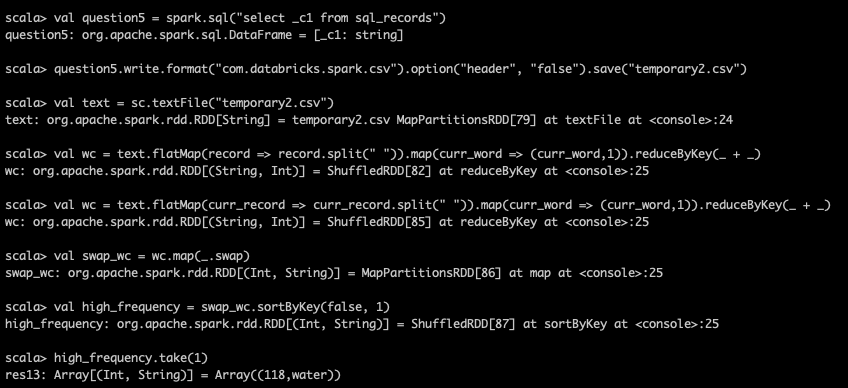 scala> val question5 = spark.sql("select _c1 from sql_records")
question5: org.apache.spark.sql.DataFrame = [_c1: string]
scala> question5.write.format("com.databricks.spark.csv").option("header", "false").save("temporary2.csv")
scala> val text = sc.textFile("temporary2.csv")
text: org.apache.spark.rdd.RDD[String] = temporary2.csv MapPartitionsRDD[79] at textFile at <console>:24
scala> val wc = text.flatMap(record => record.split(" ")).map(curr_word => (curr_word,1)).reduceByKey(_ + _)
wc: org.apache.spark.rdd.RDD[(String, Int)] = ShuffledRDD[82] at reduceByKey at <console>:25
scala> val wc = text.flatMap(curr_record => curr_record.split(" ")).map(curr_word => (curr_word,1)).reduceByKey(_ + _)
wc: org.apache.spark.rdd.RDD[(String, Int)] = ShuffledRDD[85] at reduceByKey at <console>:25
scala> val swap_wc = wc.map(_.swap)
swap_wc: org.apache.spark.rdd.RDD[(Int, String)] = MapPartitionsRDD[86] at map at <console>:25
scala> val high_frequency = swap_wc.sortByKey(false, 1)
high_frequency: org.apache.spark.rdd.RDD[(Int, String)] = ShuffledRDD[87] at sortByKey at <console>:25
scala> high_frequency.take(1)
res13: Array[(Int, String)] = Array((118,water))